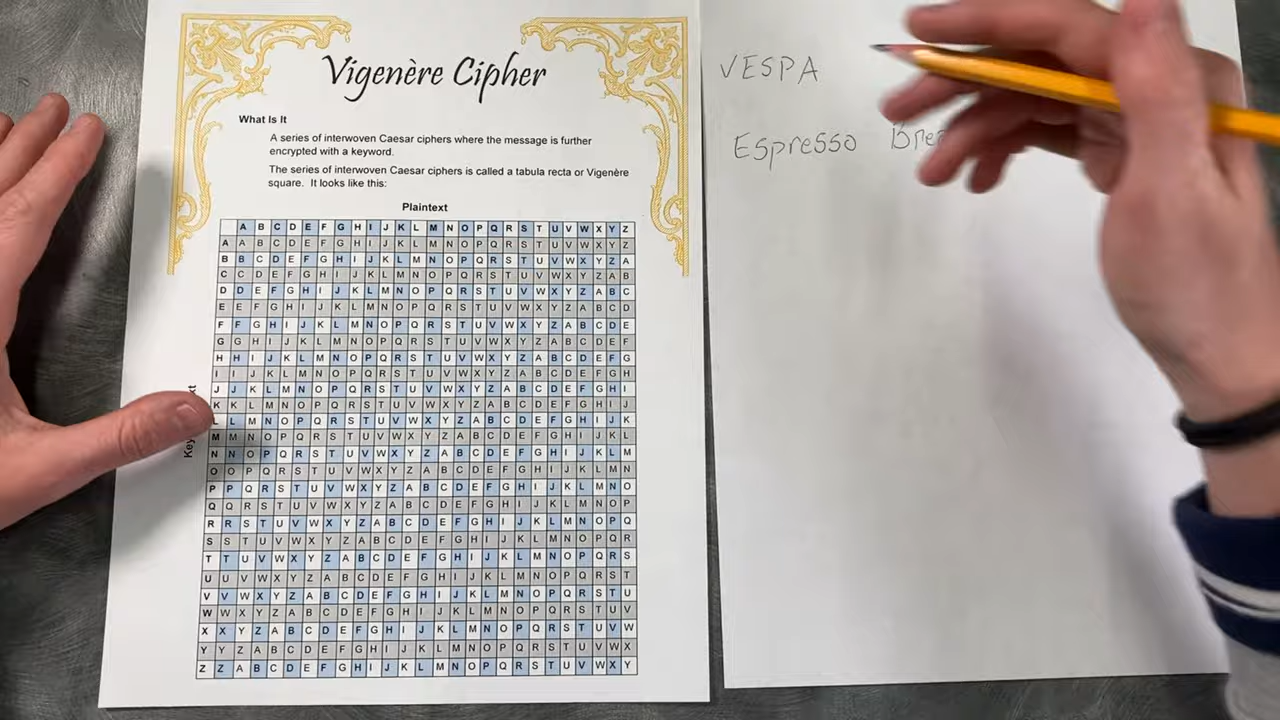 Vigenère Cipher
What Is It
A series of interwoven Caesar ciphers where the message is further
encrypted with a keyword.
The series of interwoven Caesar ciphers is called a tabula recta or Vigenère
square. It looks like this:
Plaintext
A B C D E F G H I J K L M N O P Q R S T U V W X Y Z
A A B C D E F G H I J K L M N O P Q R S T U V W X Y Z
B B C D E F G H I J K L M N O P Q R S T U V W X Y Z A
C C D E F G H I J K L M N O P Q R S T U V W X Y Z A B
D D E F G H I J K L M N O P Q R S T U V W X Y Z A B C
E E F G H I J K L M N O P Q R S T U V W X Y Z A B C D
F F G H I J K L M N O P Q R S T U V W X Y Z A B C D E
G G H I J K L M N O P Q R S T U V W X Y Z A B C D E F
H H I J K L M N O P Q R S T U V W X Y Z A B C D E F G
I I J K L M N O P Q R S T U V W X Y Z A B C D E F G H
J J K L M N O P Q R S T U V W X Y Z A B C D E F G H I
K K L M N O P Q R S T U V W X Y Z A B C D E F G H I J
L L M N O P Q R S T U V W X Y Z A B C D E F G H I J K
M M N O P Q R S T U V W X Y Z A B C D E F G H I J K L
N N O P Q R S T U V W X Y Z A B C D E F G H I J K L M
O O P Q R S T U V W X Y Z A B C D E F G H I J K L M N
P P Q R S T U V W X Y Z A B C D E F G H I J K L M N O
Q Q R S T U V W X Y Z A B C D E F G H I J K L M N O P
R R S T U V W X Y Z A B C D E F G H I J K L M N O P Q
S S T U V W X Y Z A B C D E F G H I J K L M N O P Q R
T T U V W X Y Z A B C D E F G H I J K L M N O P Q R S
U U V W X Y Z A B C D E F G H I J K L M N O P Q R S T
V V W X Y Z A B C D E F G H I J K L M N O P Q R S T U
W W X Y Z A B C D E F G H I J K L M N O P Q R S T U V
X X Y Z A B C D E F G H I J K L M N O P Q R S T U V W
Y Y Z A B C D E F G H I J K L M N O P Q R S T U V W X
Z Z A B C D E F G H I J K L M N O P Q R S T U V W X Y
VESPA
Espresso